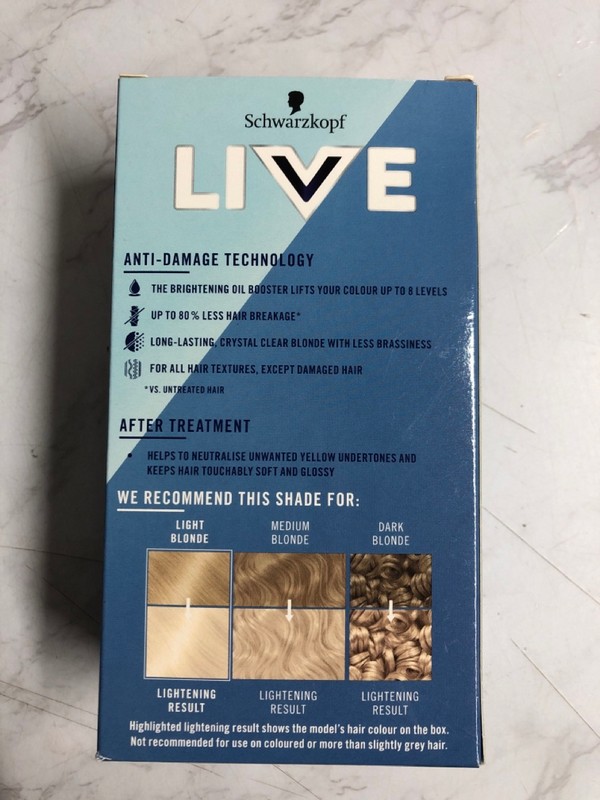 Schwarzkopf
LIVE
ANTI-DAMAGE TECHNOLOGY
THE BRIGHTENING OIL BOOSTER LIFTS YOUR COLOUR UP TO 8 LEVELS
UP TO 80% LESS HAIR BREAKAGE*
LONG-LASTING, CRYSTAL CLEAR BLONDE WITH LESS BRASSINESS
FOR ALL HAIR TEXTURES, EXCEPT DAMAGED HAIR
*VS. UNTREATED HAIR
AFTER TREATMENT
• HELPS TO NEUTRALISE UNWANTED YELLOW UNDERTONES AND
KEEPS HAIR TOUCHABLY SOFT AND GLOSSY
WE RECOMMEND THIS SHADE FOR:
LIGHT
BLONDE
MEDIUM
BLONDE
DARK
BLONDE
LIGHTENING
RESULT
LIGHTENING
RESULT
LIGHTENING
RESULT
Highlighted lightening result shows the model's hair colour on the box.
Not recommended for use on coloured or more than slightly grey hair.